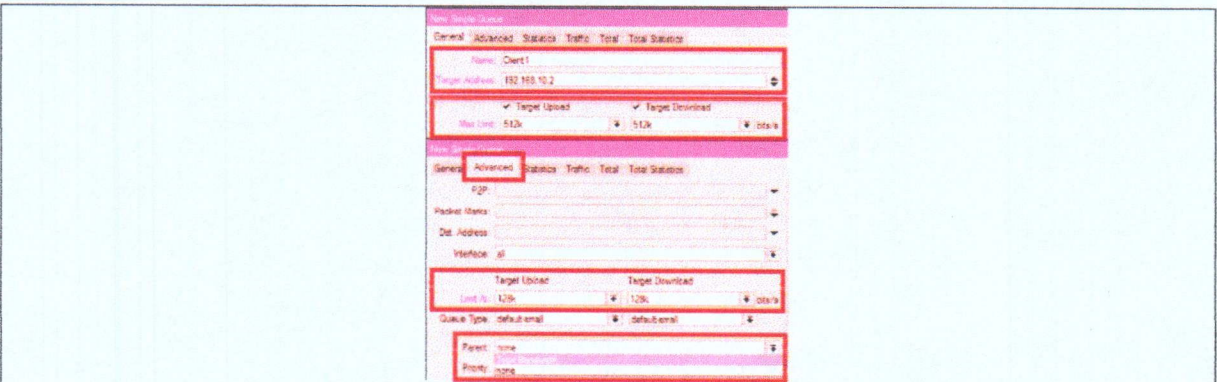 New Simple Queue
General Advanced Statistics Traffic Total Total Statistics
Name: Client1
Target Address: 192.168.10.2
Target Upload Target Download
Max Limit: 512k 512k bits/s
New Simple Queue
General Advanced Statistics Traffic Total Total Statistics
P2P:
Packet Marks:
Dst. Address:
Interface: all
Target Upload Target Download
Limit At: 128k 128k bits/s
Queue Type: default-small default-small
Parent: none
Priority: none